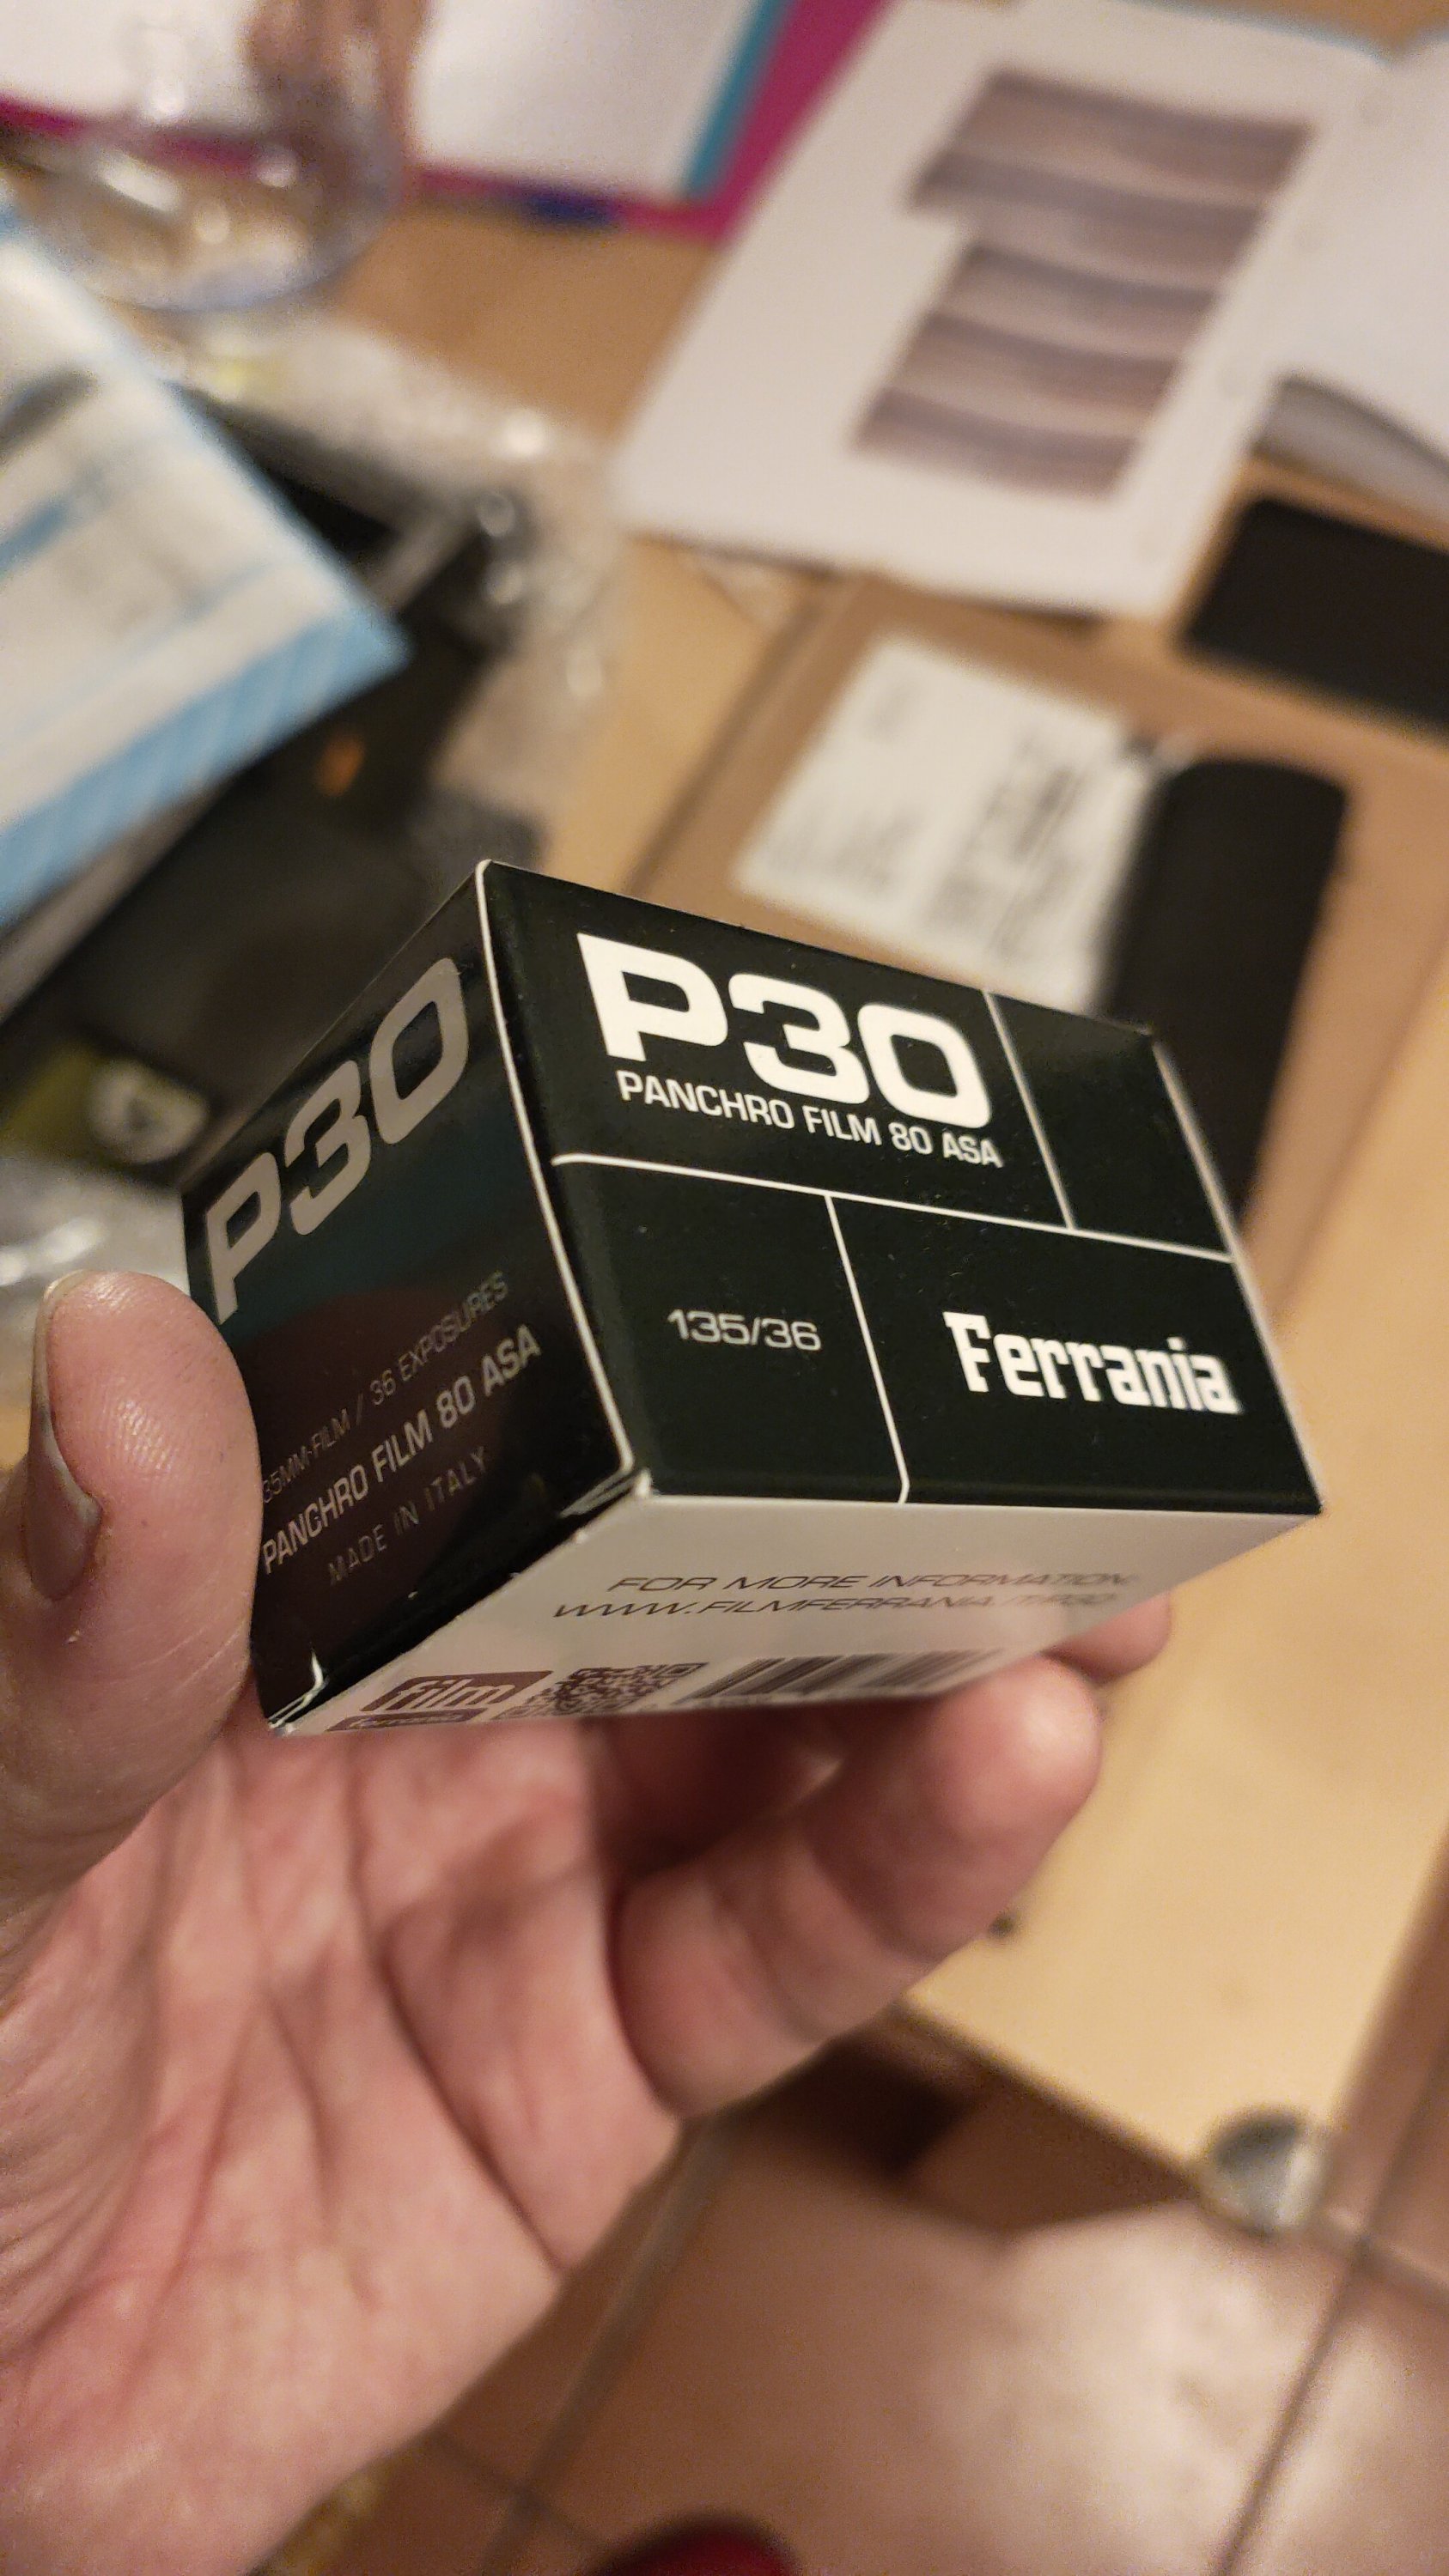 P30
35MM-FILM / 36 EXPOSURES
PANCHRO FILM 80 ASA
MADE IN ITALY
P30
PANCHRO FILM 80 ASA
135/36
Ferrania
FOR MORE INFORMATION:
WWW.FILMFERRANIA.IT/P30
film
ferrania